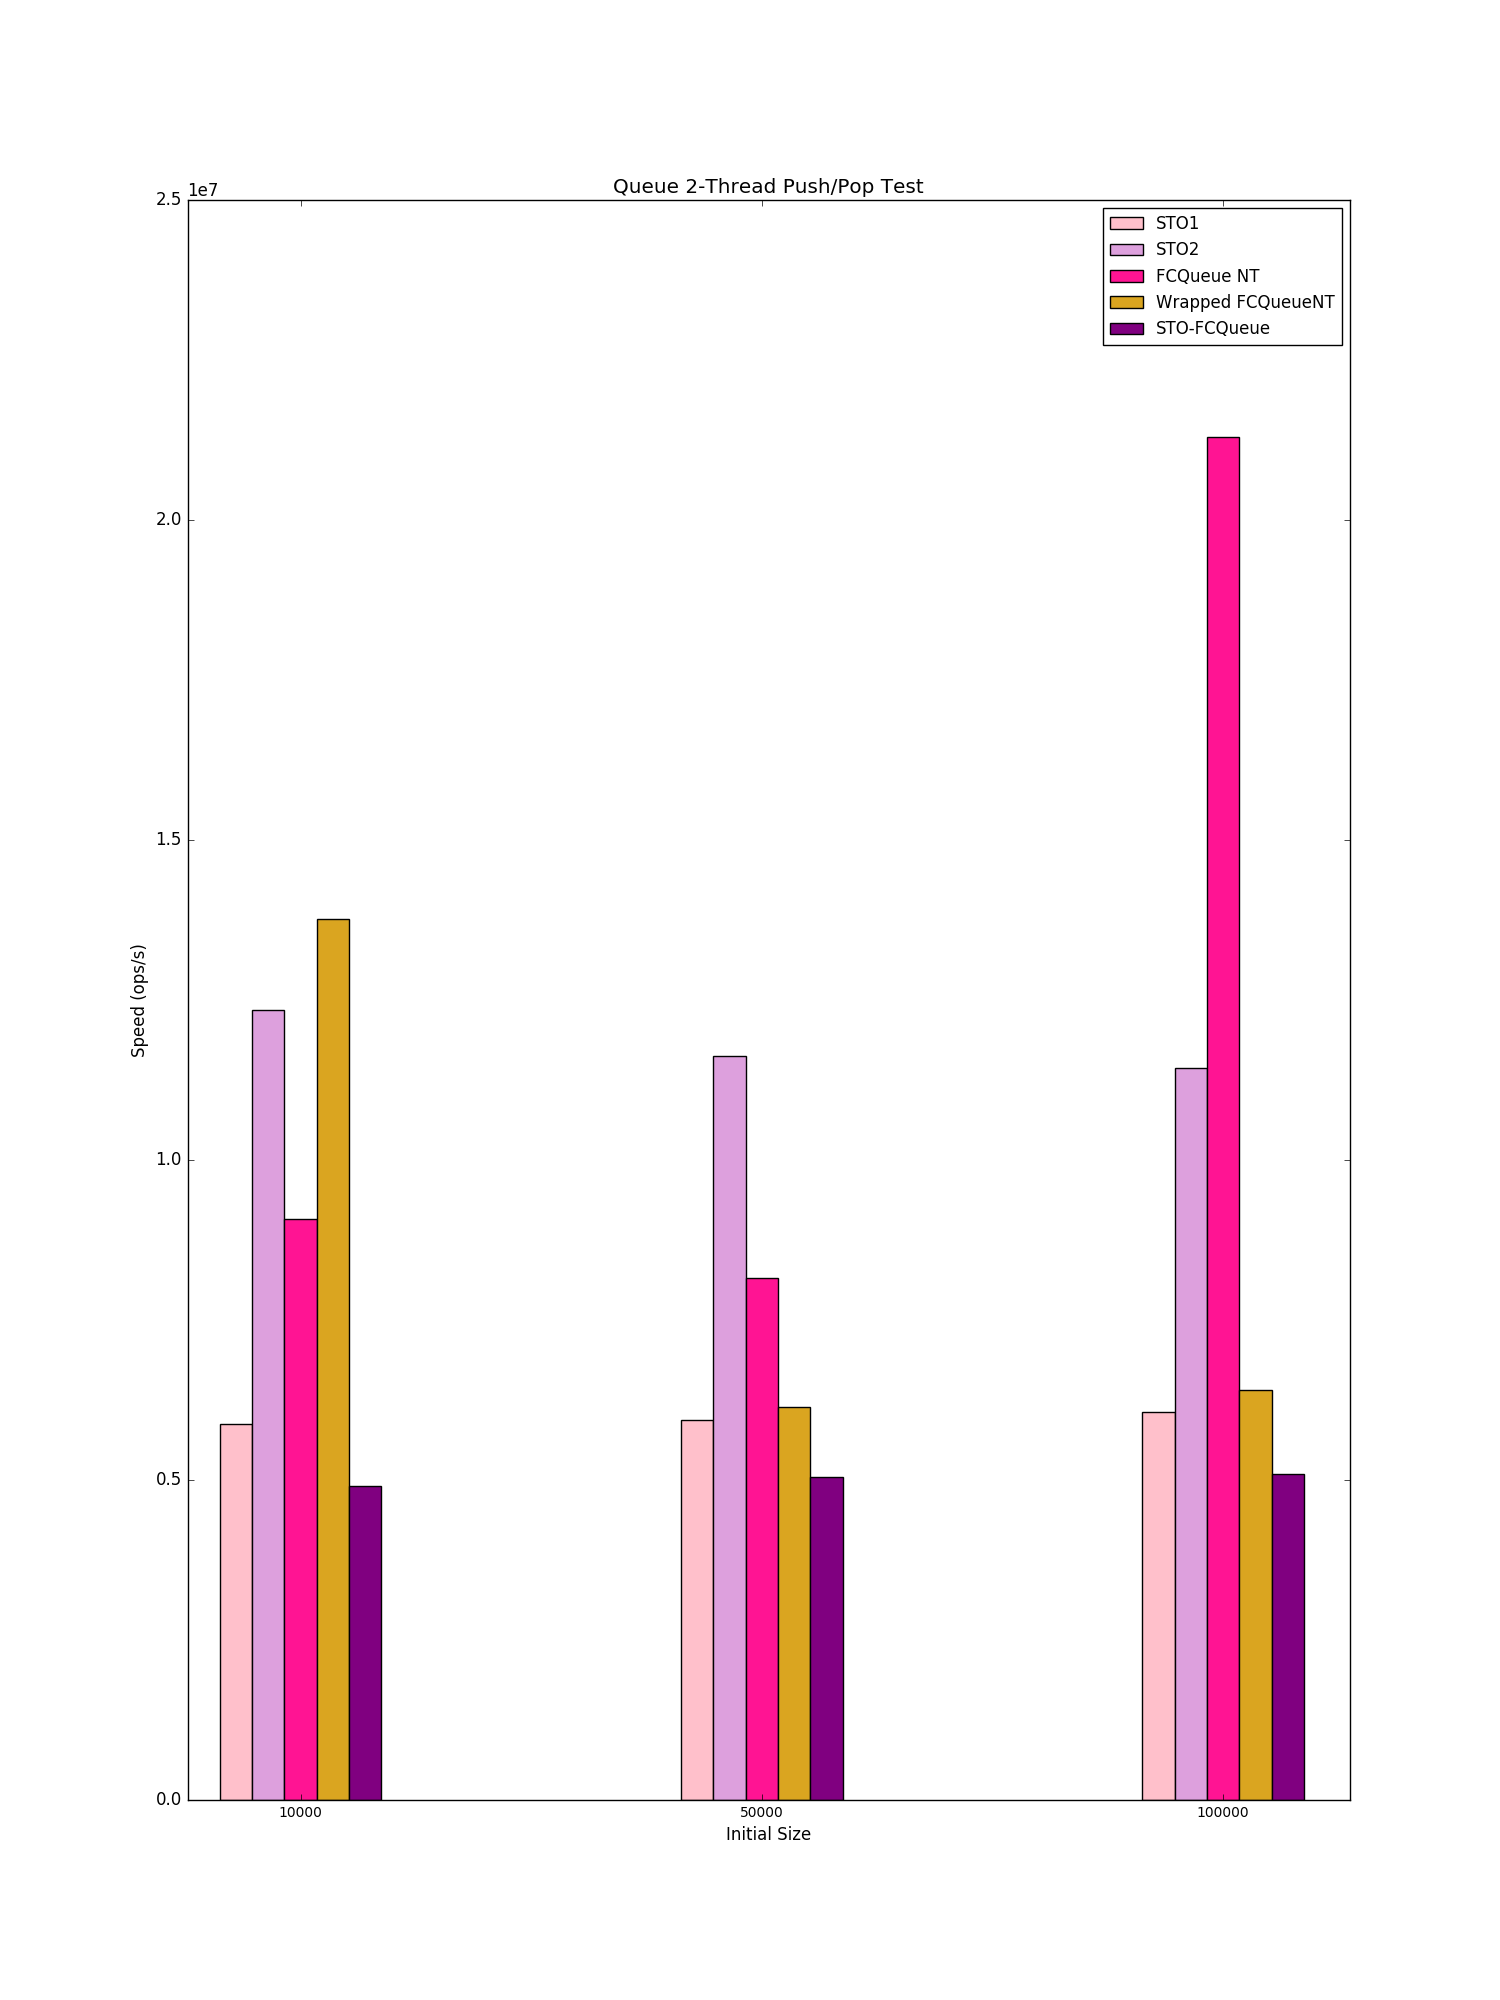 Queue 2-Thread Push/Pop Test
1e7
2.5
2.0
1.5
1.0
0.5
0.0
Speed (ops/s)
STO1
STO2
FCQueue NT
Wrapped FCQueueNT
STO-FCQueue
10000
50000
100000
Initial Size